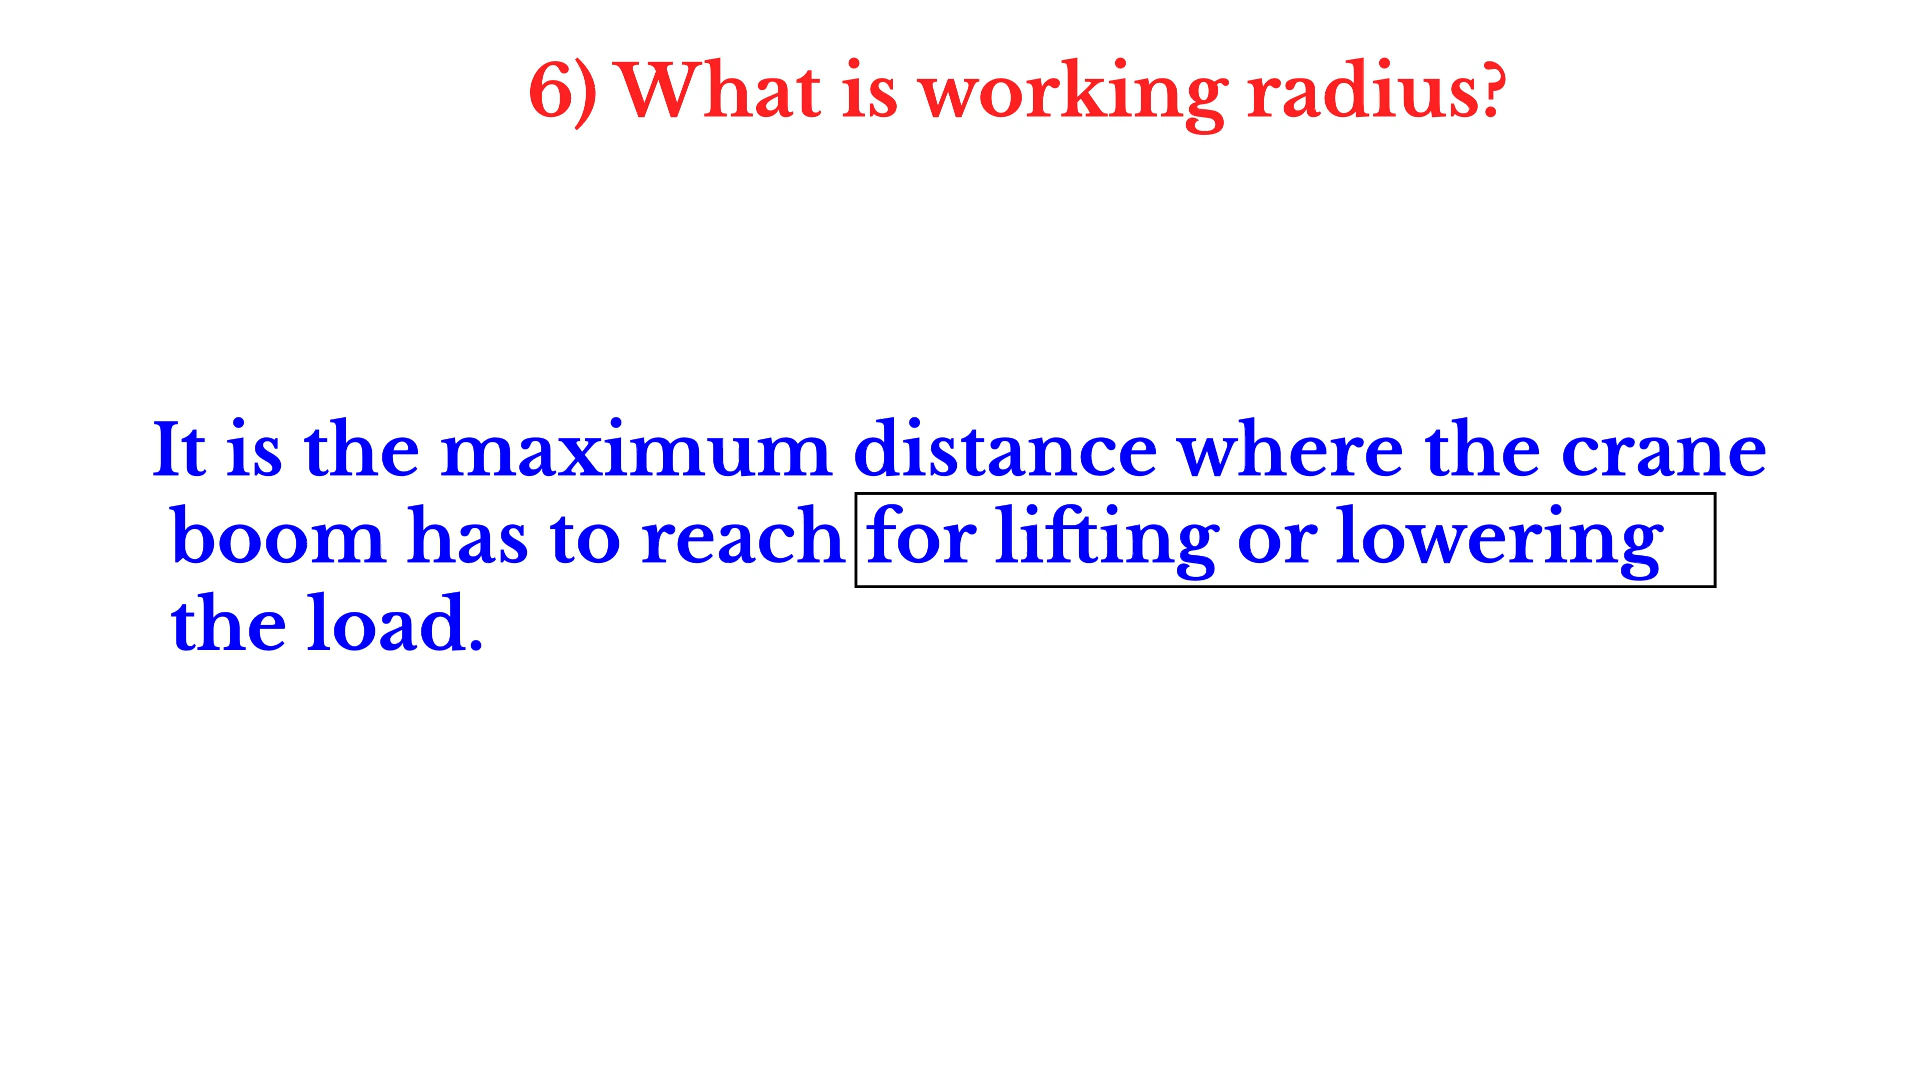 6) What is working radius?
It is the maximum distance where the crane
boom has to reach for lifting or lowering
the load.